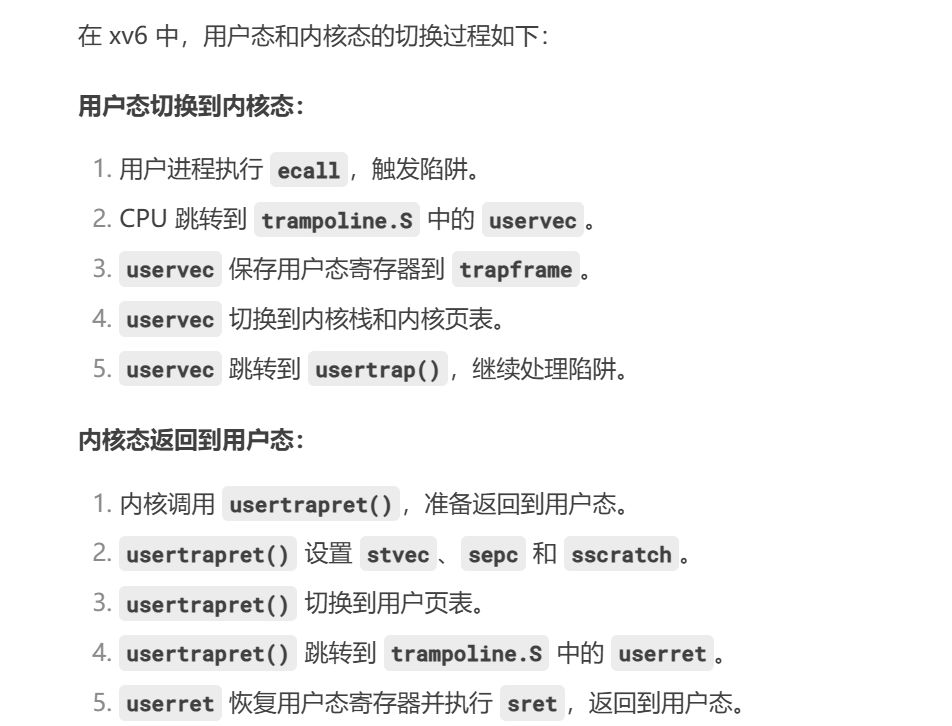 在 xv6 中，用户态和内核态的切换过程如下：
用户态切换到内核态：
1. 用户进程执行 ecall，触发陷阱。
2. CPU 跳转到 trampoline.S 中的 uservec。
3. uservec 保存用户态寄存器到 trapframe。
4. uservec 切换到内核栈和内核页表。
5. uservec 跳转到 usertrap()，继续处理陷阱。
内核态返回到用户态：
1. 内核调用 usertrapret()，准备返回到用户态。
2. usertrapret() 设置 stvec、sepc 和 sscratch。
3. usertrapret() 切换到用户页表。
4. usertrapret() 跳转到 trampoline.S 中的 userret。
5. userret 恢复用户态寄存器并执行 sret，返回到用户态。